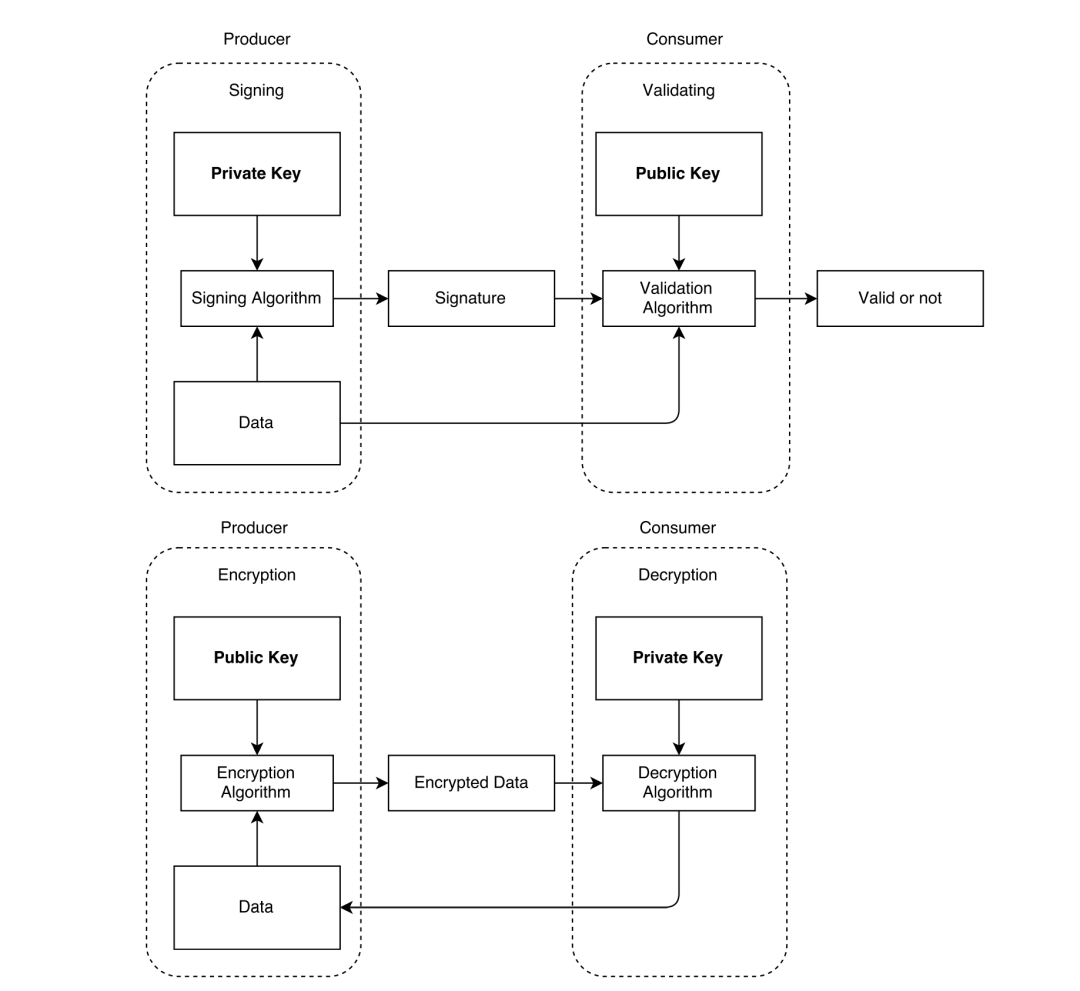 Producer
Consumer
Signing
Validating
Private Key
Public Key
Signing Algorithm
Signature
Validation
Algorithm
Valid or not
Data
Producer
Consumer
Encryption
Decryption
Public Key
Private Key
Encryption
Algorithm
Encrypted Data
Decryption
Algorithm
Data